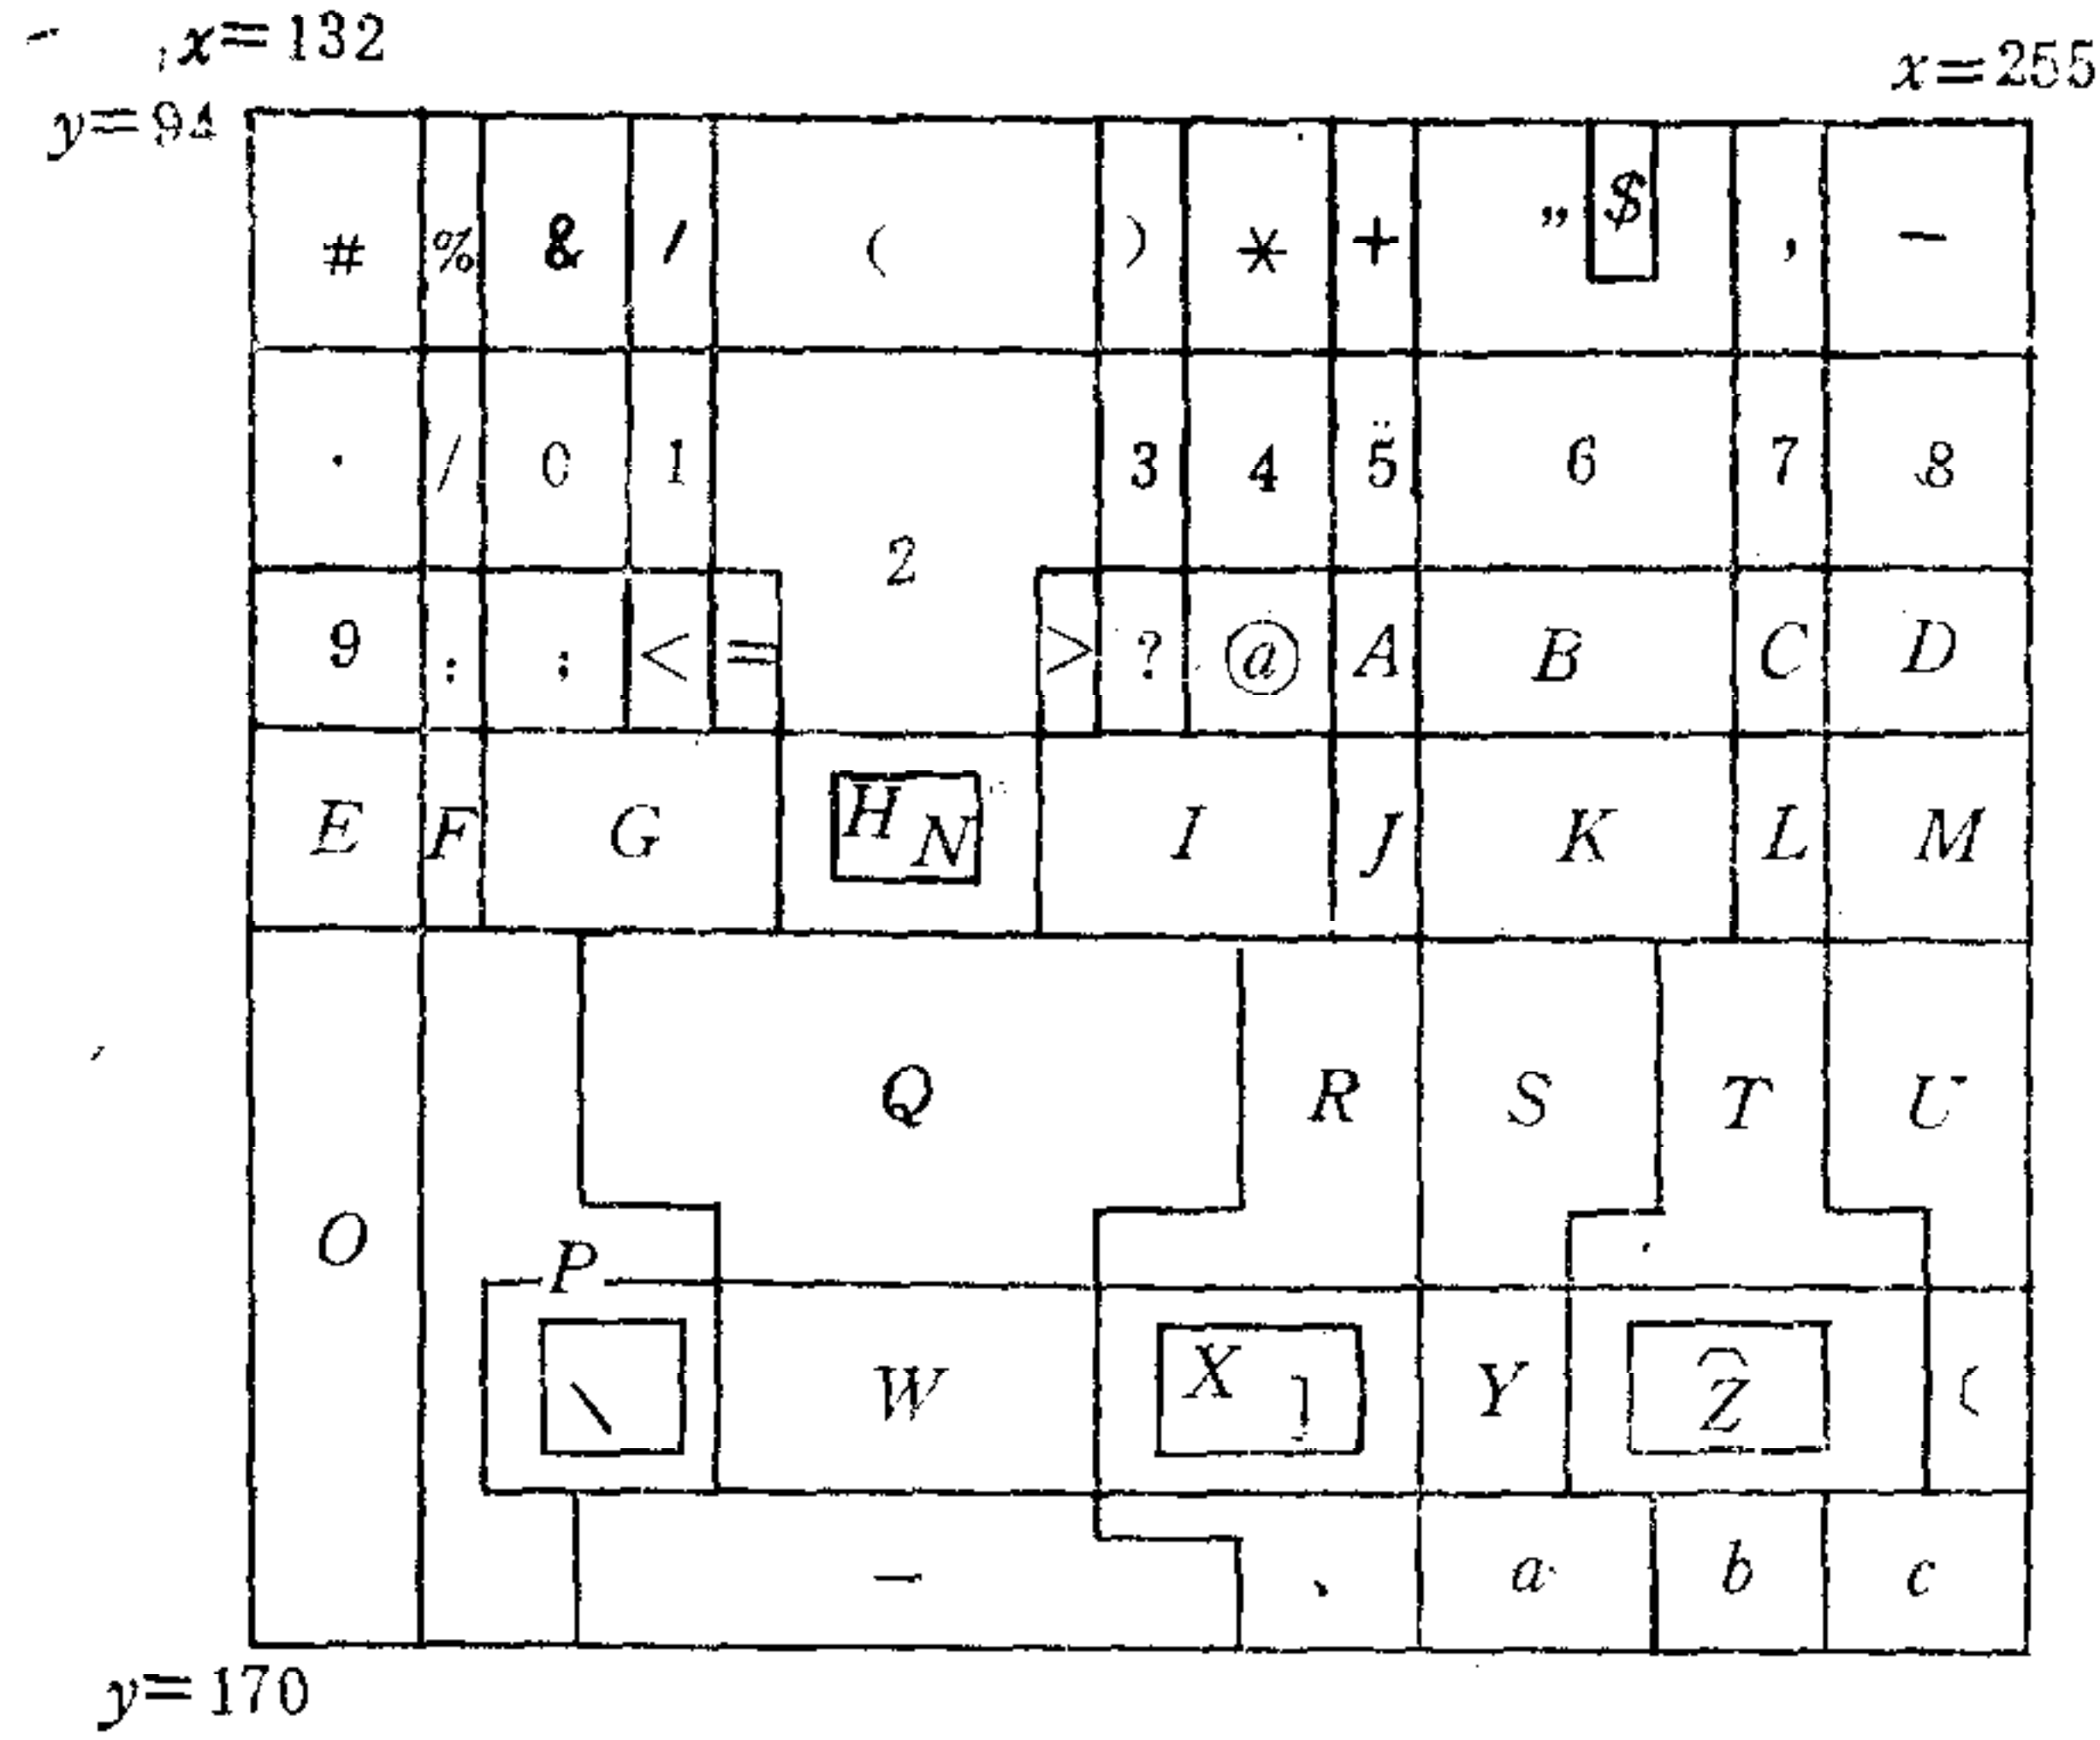 x=132
x=255
y=94
# % & / ( ) * + " $ , -
. / 0 1 3 4 5 6 7 8
2
9 : ; < = > ? @ A B C D
E F G H N I J K L M
Q R S T U
O P
\ W X ] Y Z (
- 、 a b c
y=170